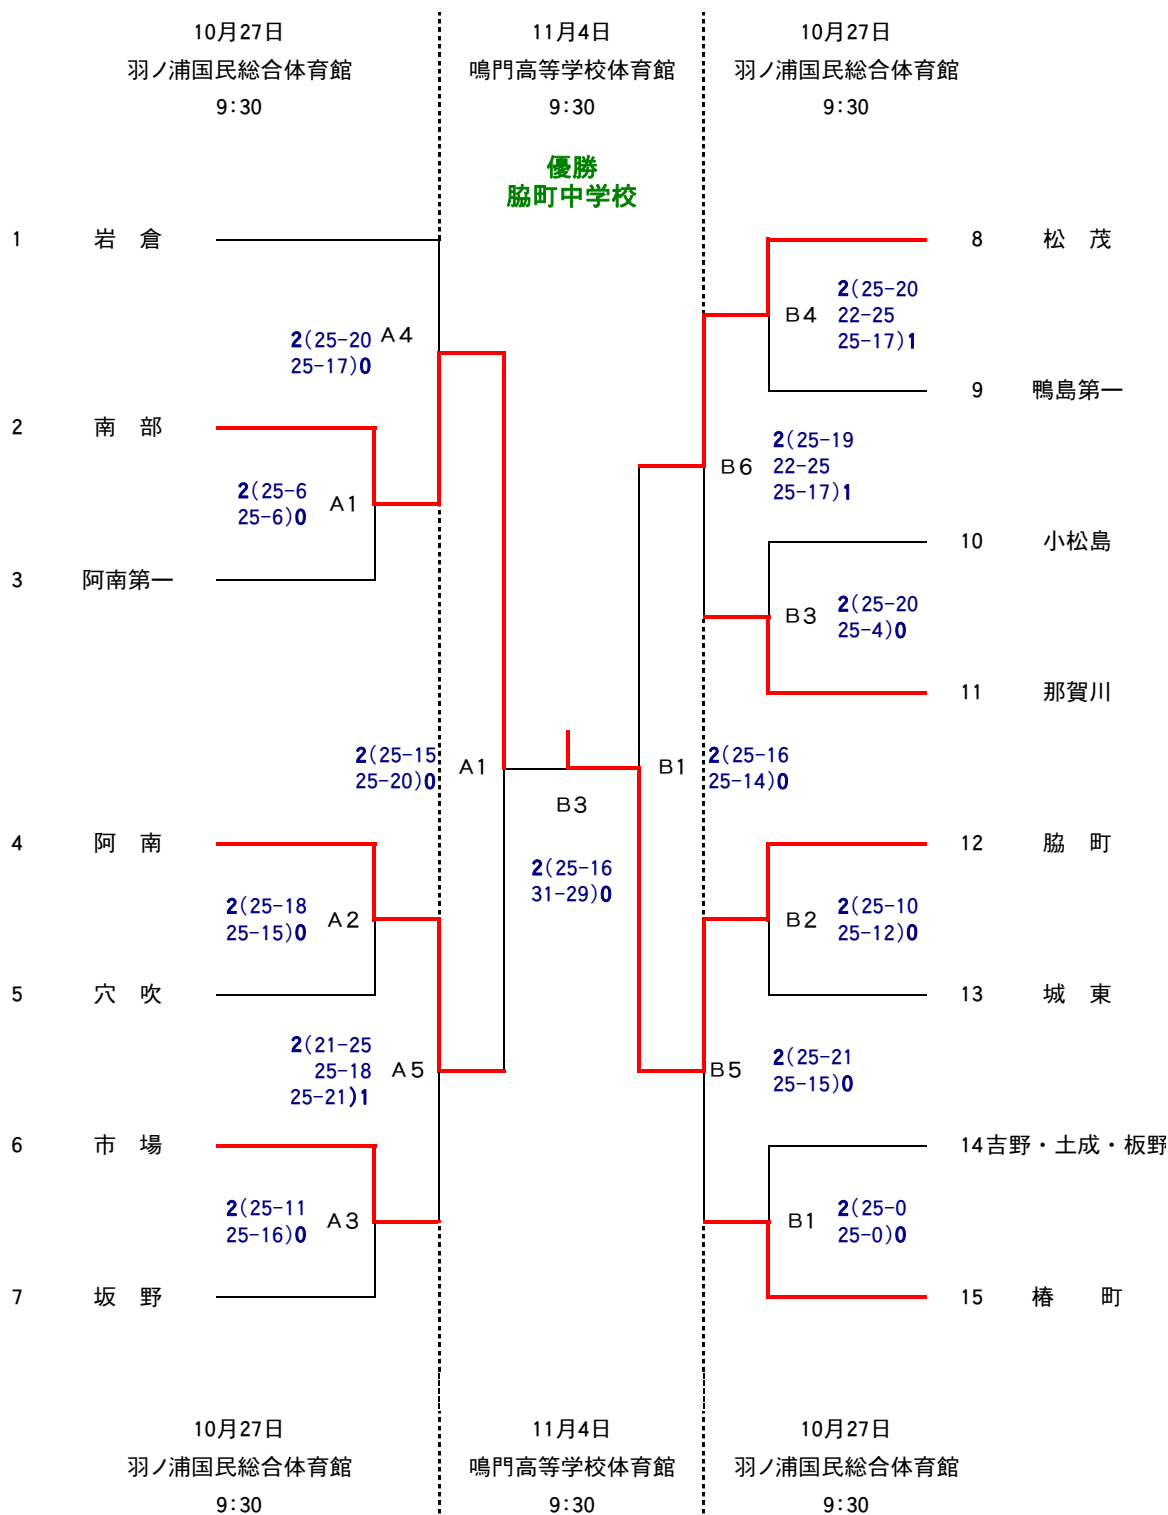 10月27日
11月4日
10月27日
羽ノ浦国民総合体育館
鳴門高等学校体育館
羽ノ浦国民総合体育館
9:30
9:30
9:30
優勝
脇町中学校
1 岩 倉
8 松 茂
2(25-20
22-25
25-17)1
B4
2(25-20
25-17)0
A4
9 鴨島第一
2 南 部
2(25-19
22-25
25-17)1
B6
2(25-6
25-6)0
A1
10 小松島
3 阿南第一
2(25-20
25-4)0
B3
11 那賀川
2(25-15
25-20)0
A1
B1
2(25-16
25-14)0
B3
2(25-16
31-29)0
4 阿 南
12 脇 町
2(25-18
25-15)0
A2
B2
2(25-10
25-12)0
5 穴 吹
13 城 東
2(21-25
25-18
25-21)1
A5
B5
2(25-21
25-15)0
6 市 場
14 吉野・土成・板野
2(25-11
25-16)0
A3
B1
2(25-0
25-0)0
7 坂 野
15 椿 町
10月27日
11月4日
10月27日
羽ノ浦国民総合体育館
鳴門高等学校体育館
羽ノ浦国民総合体育館
9:30
9:30
9:30